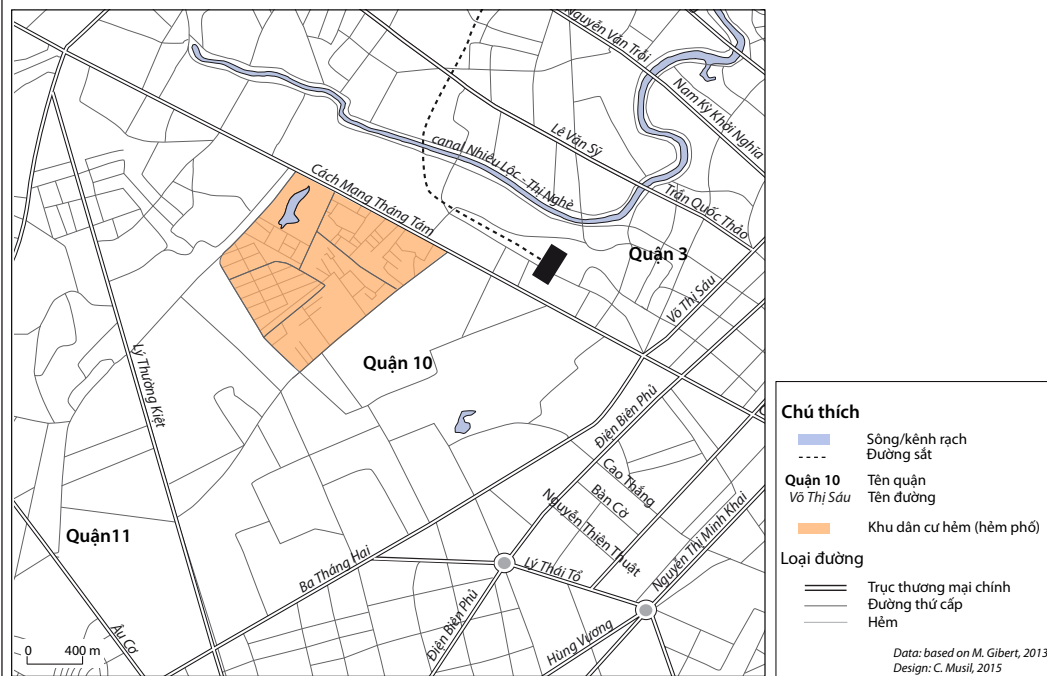 Nguyễn Văn Trỗi
Nam Kỳ Khởi Nghĩa
Lê Văn Sỹ
canal Nhiêu Lộc - Thị Nghè
Cách Mạng Tháng Tám
Trần Quốc Thảo
Quận 3
Võ Thị Sáu
Lý Thường Kiệt
Quận 10
Điện Biên Phủ
Cao Thắng
Bàn Cờ
Nguyễn Thiện Thuật
Nguyễn Thị Minh Khai
Quận11
Ba Tháng Hai
Lý Thái Tổ
Điện Biên Phủ
Hùng Vương
Âu Cơ
0 400 m
Chú thích
Sông/kênh rạch
Đường sắt
Quận 10 Tên quận
Võ Thị Sáu Tên đường
Khu dân cư hẻm (hẻm phố)
Loại đường
Trục thương mại chính
Đường thứ cấp
Hẻm
Data: based on M. Gibert, 2013
Design: C. Musil, 2015